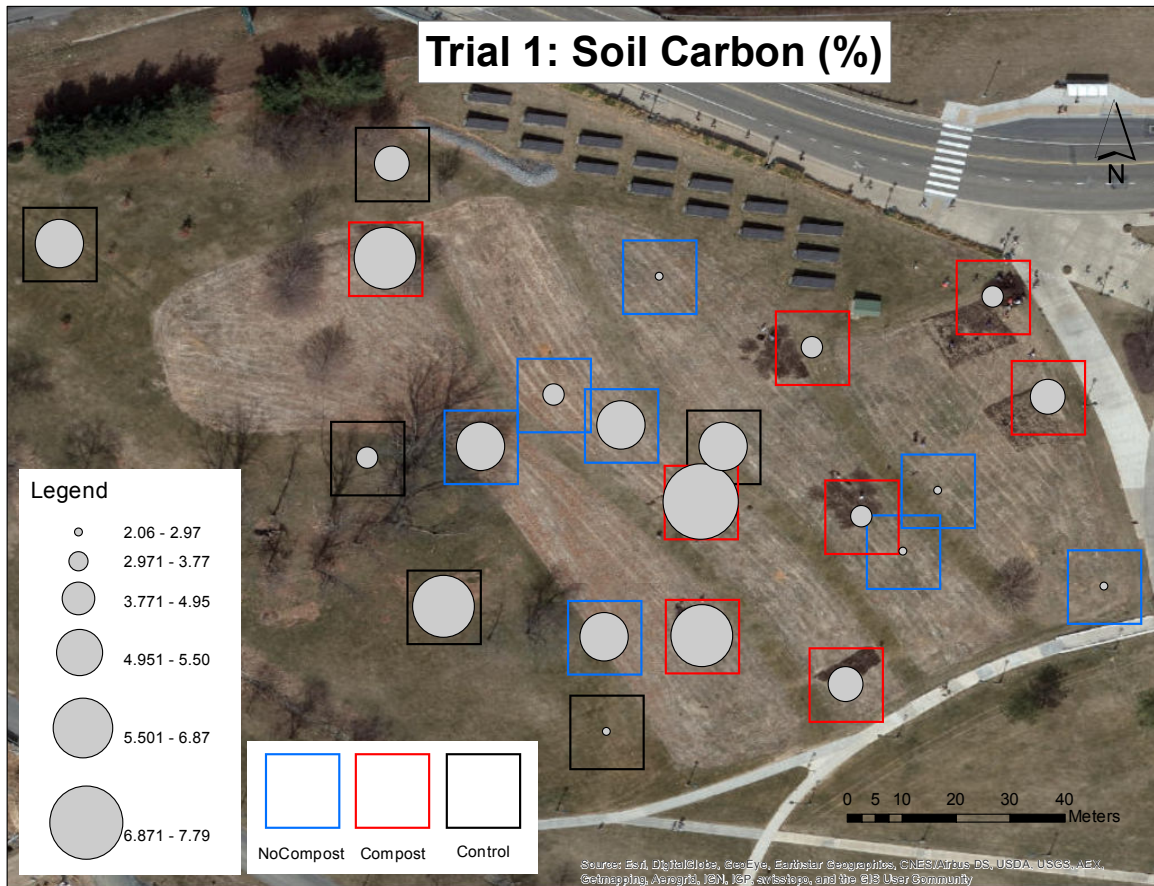 Trial 1: Soil Carbon (%)
N
Legend
2.06 - 2.97
2.971 - 3.77
3.771 - 4.95
4.951 - 5.50
5.501 - 6.87
6.871 - 7.79
NoCompost Compost Control
0 5 10 20 30 40
Meters
Source: Esri, DigitalGlobe, GeoEye, Earthstar Geographics, CNES/Airbus DS, USDA, USGS, AEX,
Getmapping, Aerogrid, IGN, IGP, swisstopo, and the GIS User Community